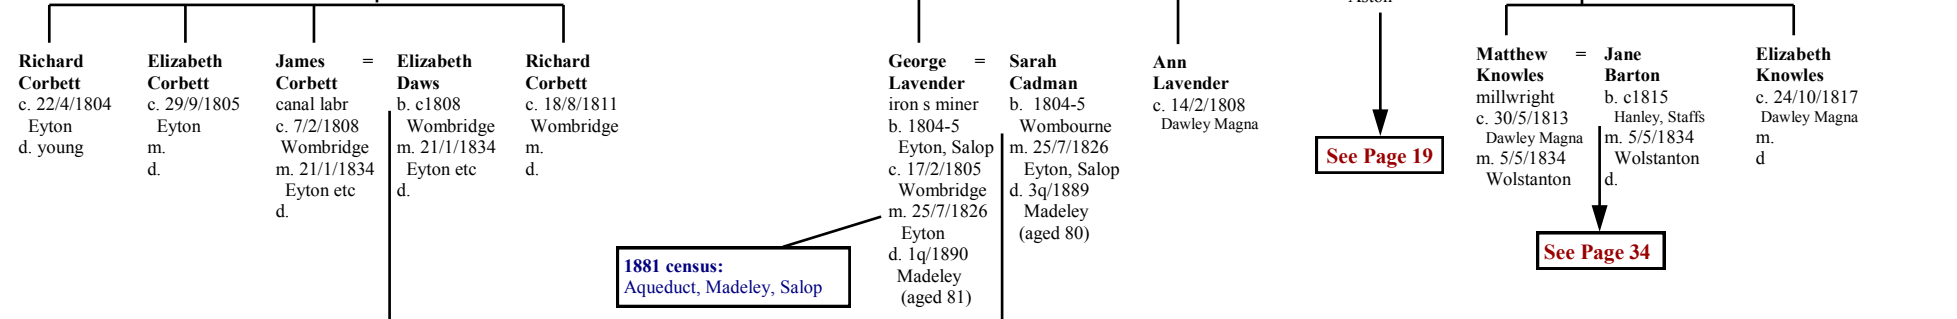 Aston
Richard
Corbett
c. 22/4/1804
Eyton
d. young
Elizabeth
Corbett
c. 29/9/1805
Eyton
m.
d.
James =
Corbett
canal labr
c. 7/2/1808
Wombridge
m. 21/1/1834
Eyton etc
d.
Elizabeth
Daws
b. c1808
Wombridge
m. 21/1/1834
Eyton etc
d.
Richard
Corbett
c. 18/8/1811
Wombridge
m.
d.
1881 census:
Aqueduct, Madeley, Salop
George =
Lavender
iron s miner
b. 1804-5
Eyton, Salop
c. 17/2/1805
Wombridge
m. 25/7/1826
Eyton
d. 1q/1890
Madeley
(aged 81)
Sarah
Cadman
b. 1804-5
Wombourne
m. 25/7/1826
Eyton, Salop
d. 3q/1889
Madeley
(aged 80)
Ann
Lavender
c. 14/2/1808
Dawley Magna
See Page 19
Matthew =
Knowles
millwright
c. 30/5/1813
Dawley Magna
m. 5/5/1834
Wolstanton
Jane
Barton
b. c1815
Hanley, Staffs
m. 5/5/1834
Wolstanton
d.
See Page 34
Elizabeth
Knowles
c. 24/10/1817
Dawley Magna
m.
d